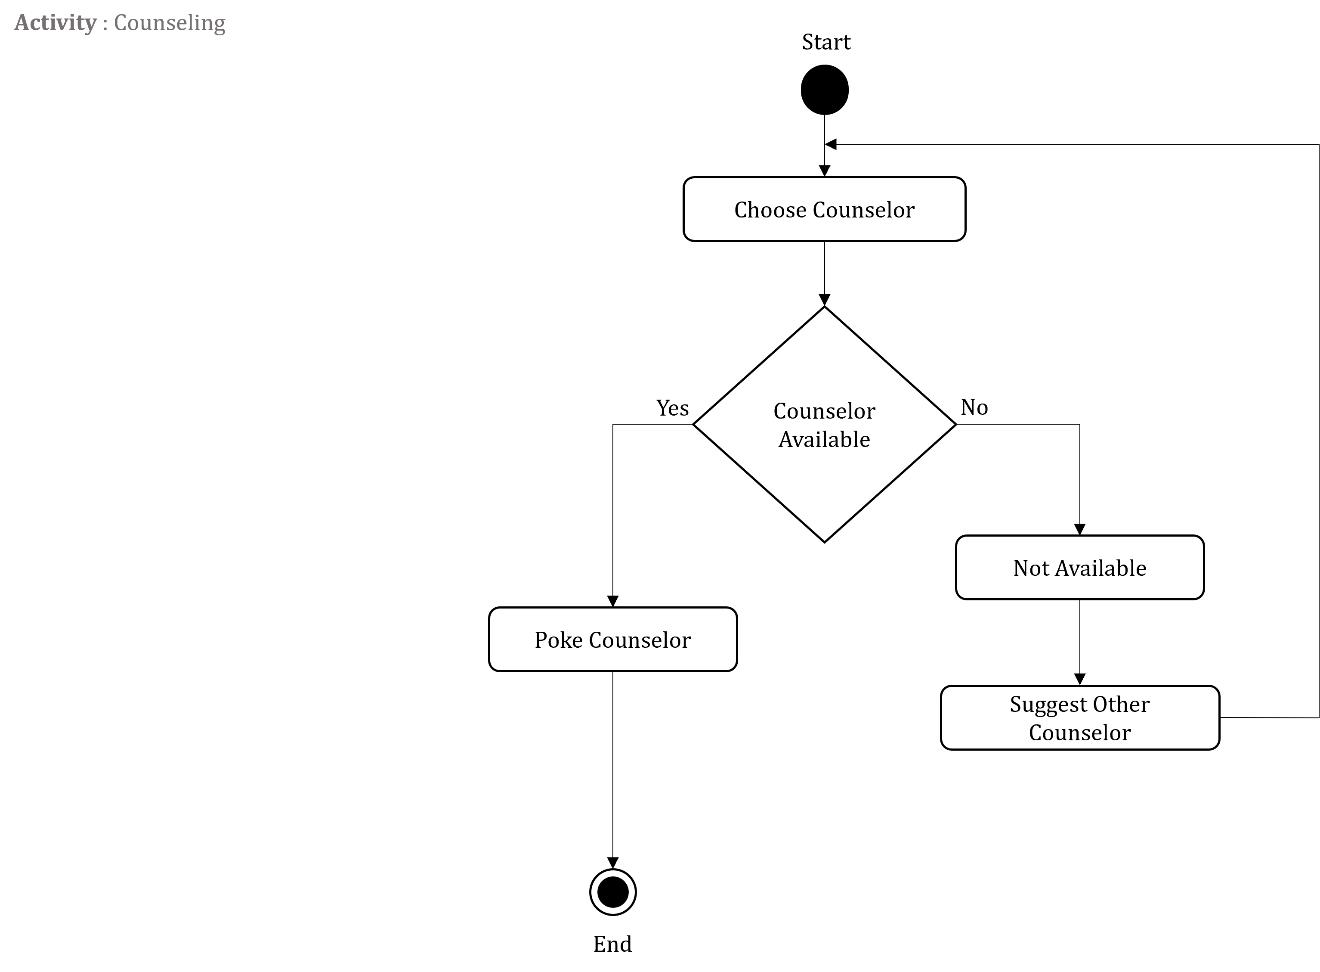 Activity : Counseling
Start
Choose Counselor
Counselor
Available
Yes
No
Not Available
Poke Counselor
Suggest Other
Counselor
End